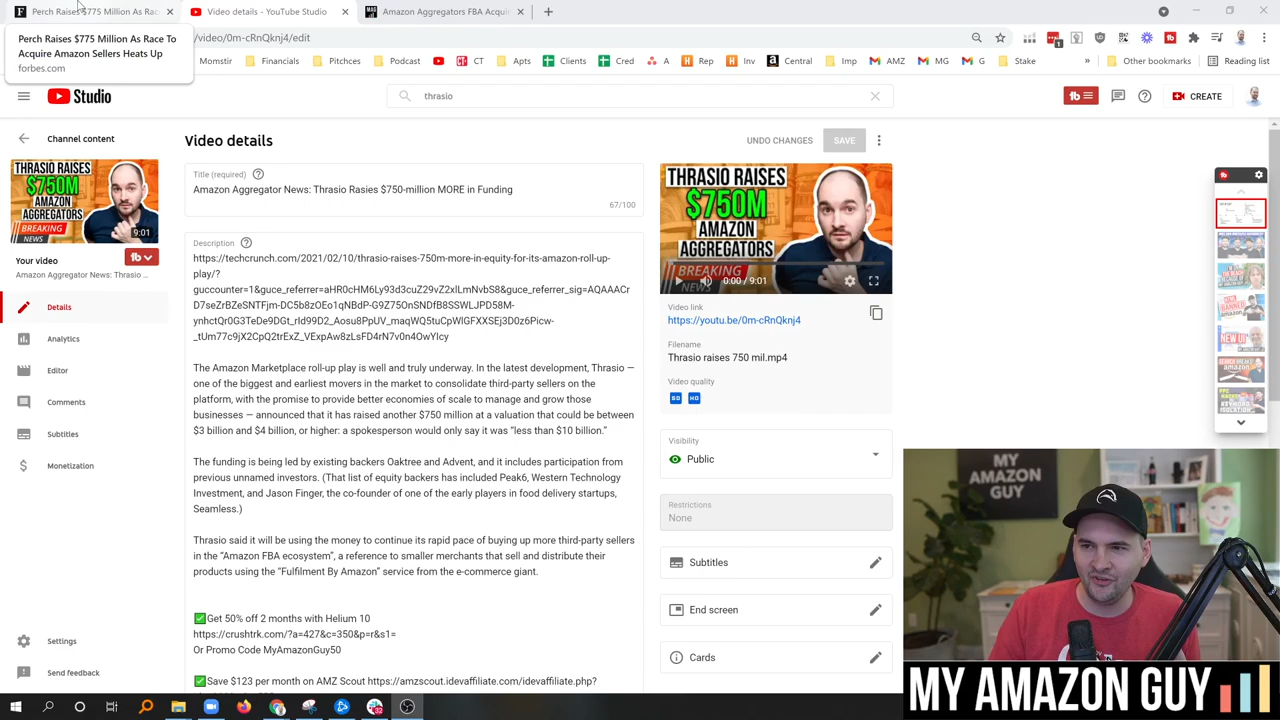 Perch Raises $775 Million As Rac
Video details - YouTube Studio
Amazon Aggregators FBA Acquir
Perch Raises $775 Million As Race To
Acquire Amazon Sellers Heats Up
forbes.com
/video/0m-cRnQknj4/edit
Momstir
Financials
Pitches
Podcast
CT
Apts
Clients
Cred
A
Rep
Inv
Central
Imp
AMZ
MG
G
Stake
»
Other bookmarks
Reading list
Studio
thrasio
CREATE
Channel content
THRASIO RAISES
$750M
AMAZON
AGGREGATORS
BREAKING
NEWS
9:01
Your video
Amazon Aggregator News: Thrasio ...
Details
Analytics
Editor
Comments
Subtitles
Monetization
Settings
Send feedback
Video details
UNDO CHANGES
SAVE
Title (required)
Amazon Aggregator News: Thrasio Rasies $750-million MORE in Funding
67/100
Description
https://techcrunch.com/2021/02/10/thrasio-raises-750m-more-in-equity-for-its-amazon-roll-up-
play/?
guccounter=1&guce_referrer=aHR0cHM6Ly93d3cuZ29vZ2xlLmNvbS8&guce_referrer_sig=AQAAACr
D7seZrBZeSNTFjm-DC5b8zOEo1qNBdP-G9Z75OnSNDfB8SSWLJPD58M-
ynhctQr0G3TeDe9DGt_rId99D2_Aosu8PpUV_maqWQ5tuCpWIGFXXSEj3D0z6Picw-
_tUm77c9jX2CpQ2trExZ_VExpAw8zLsFD4rN7v0n4OwYIcy
The Amazon Marketplace roll-up play is well and truly underway. In the latest development, Thrasio —
one of the biggest and earliest movers in the market to consolidate third-party sellers on the
platform, with the promise to provide better economies of scale to manage and grow those
businesses — announced that it has raised another $750 million at a valuation that could be between
$3 billion and $4 billion, or higher: a spokesperson would only say it was “less than $10 billion.”
The funding is being led by existing backers Oaktree and Advent, and it includes participation from
previous unnamed investors. (That list of equity backers has included Peak6, Western Technology
Investment, and Jason Finger, the co-founder of one of the early players in food delivery startups,
Seamless.)
Thrasio said it will be using the money to continue its rapid pace of buying up more third-party sellers
in the “Amazon FBA ecosystem”, a reference to smaller merchants that sell and distribute their
products using the “Fulfilment By Amazon” service from the e-commerce giant.
Get 50% off 2 months with Helium 10
https://crushtrk.com/?a=427&c=350&p=r&s1=
Or Promo Code MyAmazonGuy50
Save $123 per month on AMZ Scout https://amzscout.idevaffiliate.com/idevaffiliate.php?
THRASIO RAISES
$750M
AMAZON
AGGREGATORS
BREAKING
NEWS
0:00 / 9:01
Video link
https://youtu.be/0m-cRnQknj4
Filename
Thrasio raises 750 mil.mp4
Video quality
SD HD
Visibility
Public
Restrictions
None
Subtitles
End screen
Cards
MY
AMAZON
GUY
MY AMAZON GUY